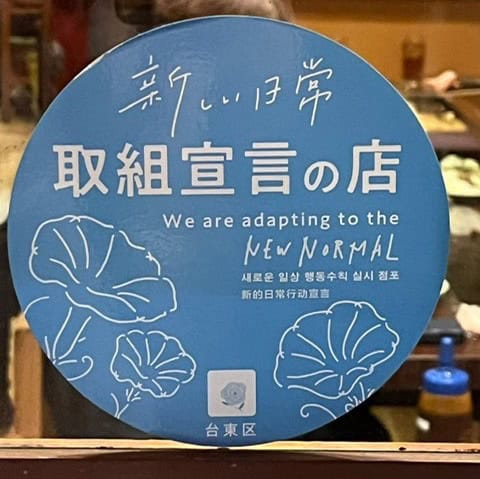 新しい日常
取組宣言の店
We are adapting to the
NEW NORMAL
새로운 일상 행동수칙 실시 점포
新的日常行动宣言
台東区